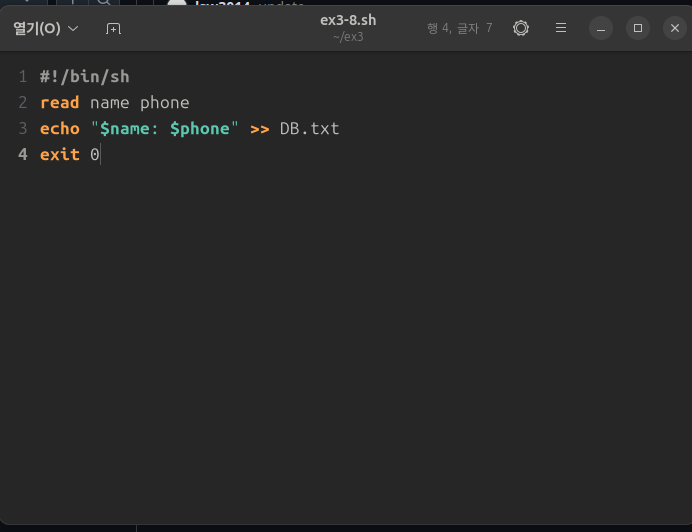 열기(O)
ex3-8.sh
~/ex3
행 4, 글자 7
1 #!/bin/sh
2 read name phone
3 echo "$name: $phone" >> DB.txt
4 exit 0